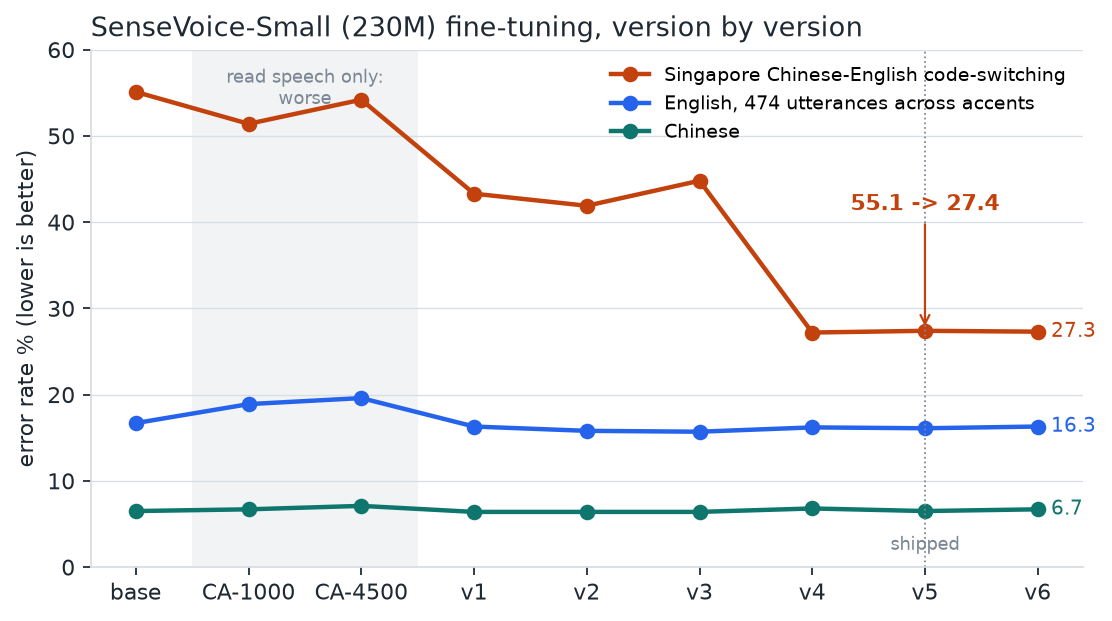 SenseVoice-Small (230M) fine-tuning, version by version
error rate % (lower is better)
60
50
40
30
20
10
0
read speech only:
worse
Singapore Chinese-English code-switching
English, 474 utterances across accents
Chinese
55.1 -> 27.4
27.3
16.3
6.7
shipped
base
CA-1000
CA-4500
v1
v2
v3
v4
v5
v6